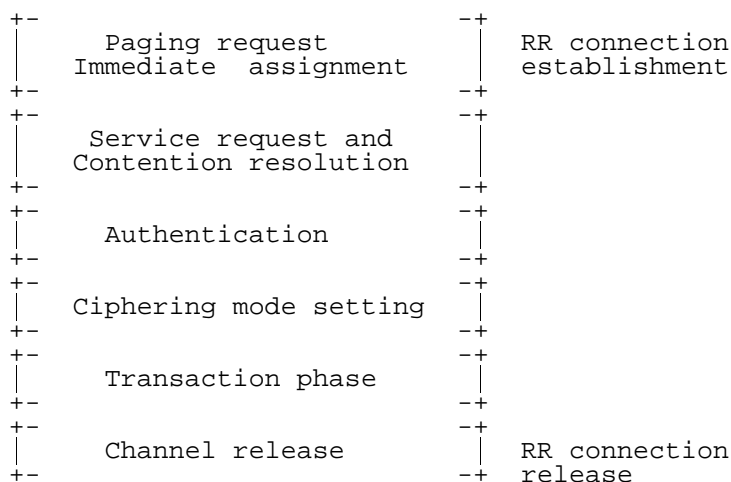 +-                           -+
|     Paging request         |  RR connection
|   Immediate  assignment    |  establishment
+-                           -+
+-                           -+
|    Service request and     |
|   Contention resolution    |
+-                           -+
+-                           -+
|     Authentication         |
+-                           -+
+-                           -+
|   Ciphering mode setting   |
+-                           -+
+-                           -+
|     Transaction phase      |
+-                           -+
+-                           -+
|     Channel release        |  RR connection
+-                           -+  release